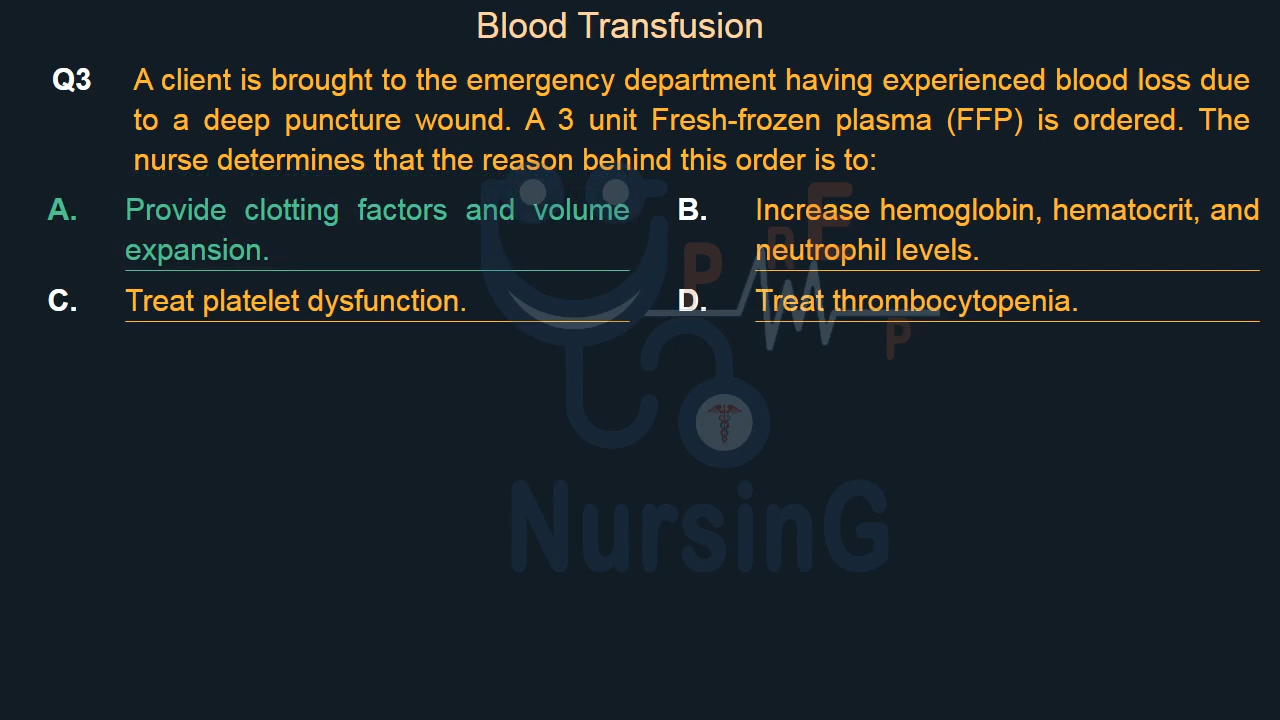 Blood Transfusion
Q3 A client is brought to the emergency department having experienced blood loss due
to a deep puncture wound. A 3 unit Fresh-frozen plasma (FFP) is ordered. The
nurse determines that the reason behind this order is to:
A. Provide clotting factors and volume
expansion.
B. Increase hemoglobin, hematocrit, and
neutrophil levels.
C. Treat platelet dysfunction.
D. Treat thrombocytopenia.
P R F P
NursinG